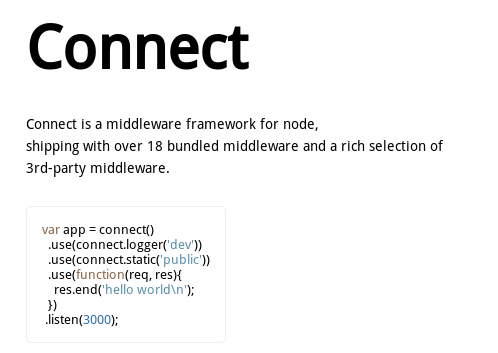 Connect
Connect is a middleware framework for node,
shipping with over 18 bundled middleware and a rich selection of
3rd-party middleware.
var app = connect()
  .use(connect.logger('dev'))
  .use(connect.static('public'))
  .use(function(req, res){
    res.end('hello world\n');
  })
 .listen(3000);